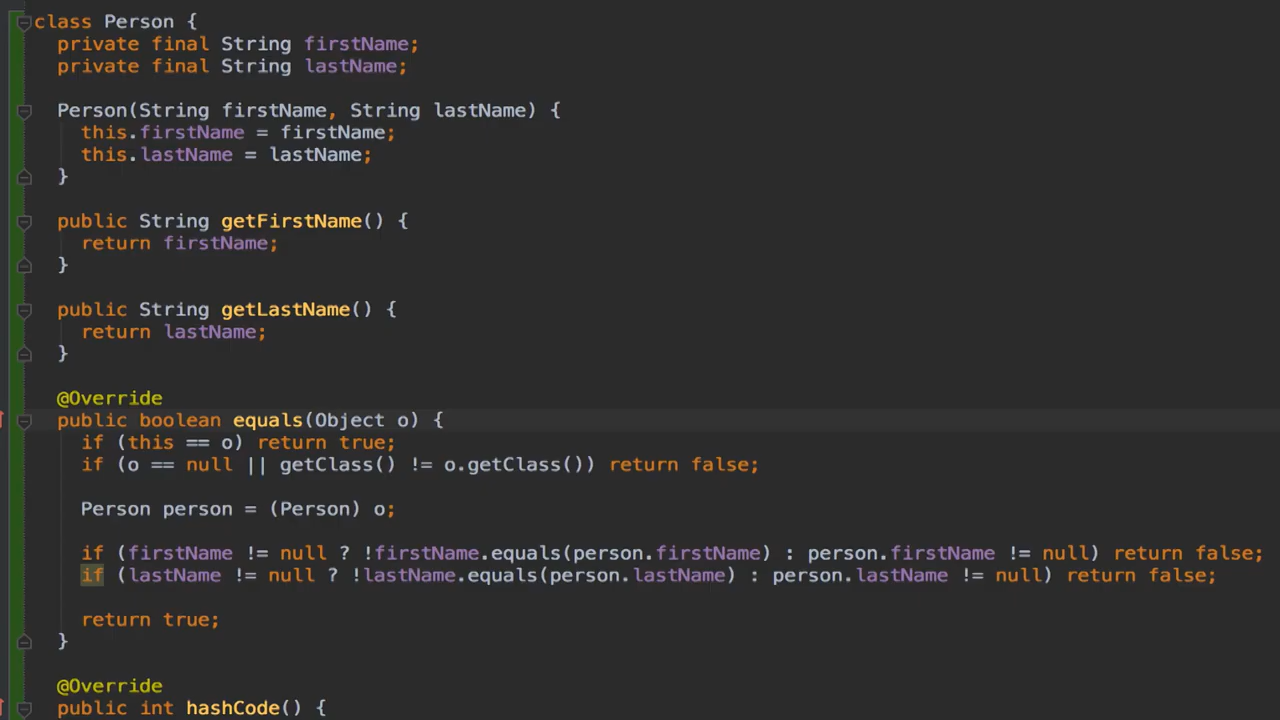 class Person {
private final String firstName;
private final String lastName;
Person(String firstName, String lastName) {
this.firstName = firstName;
this.lastName = lastName;
}
public String getFirstName() {
return firstName;
}
public String getLastName() {
return lastName;
}
@Override
public boolean equals(Object o) {
if (this == o) return true;
if (o == null || getClass() != o.getClass()) return false;
Person person = (Person) o;
if (firstName != null ? !firstName.equals(person.firstName) : person.firstName != null) return false;
if (lastName != null ? !lastName.equals(person.lastName) : person.lastName != null) return false;
return true;
}
@Override
public int hashCode() {